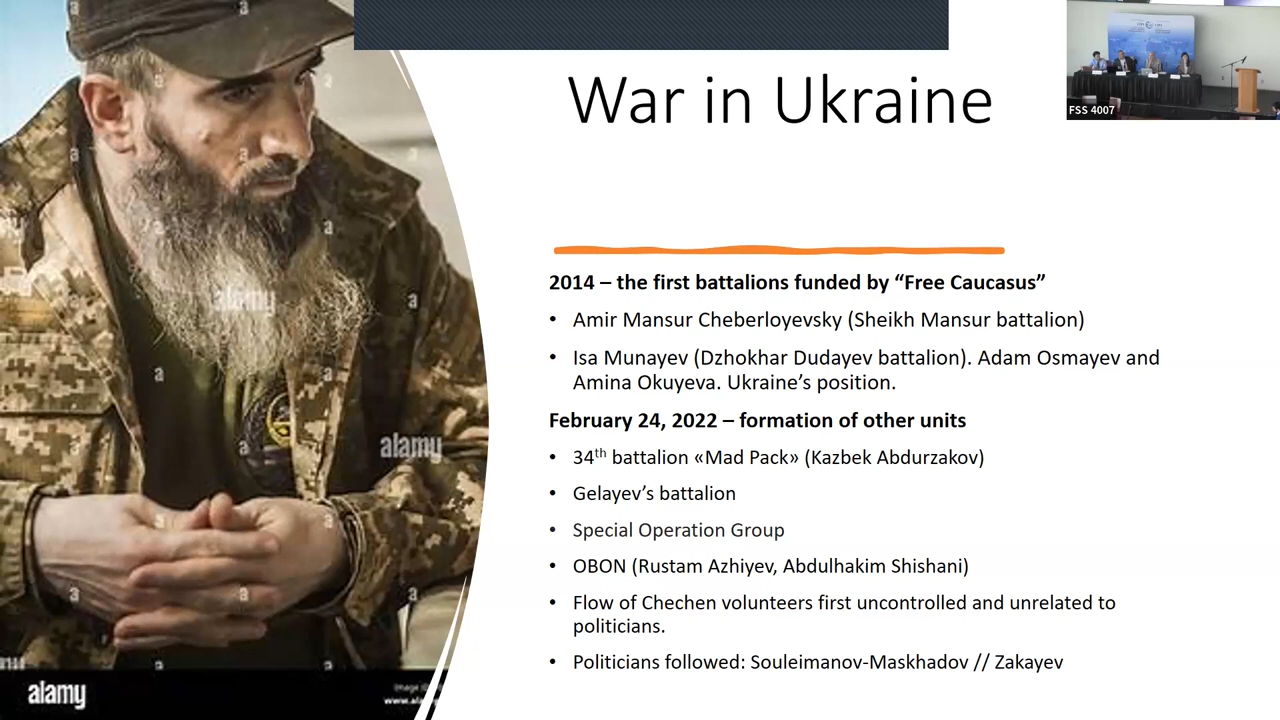 War in Ukraine
FSS 4007
2014 – the first battalions funded by “Free Caucasus”
• Amir Mansur Cheberloyevsky (Sheikh Mansur battalion)
• Isa Munayev (Dzhokhar Dudayev battalion). Adam Osmayev and
Amina Okuyeva. Ukraine’s position.
February 24, 2022 – formation of other units
• 34th battalion «Mad Pack» (Kazbek Abdurzakov)
• Gelayev’s battalion
• Special Operation Group
• OBON (Rustam Azhiyev, Abdulhakim Shishani)
• Flow of Chechen volunteers first uncontrolled and unrelated to
politicians.
• Politicians followed: Souleimanov-Maskhadov // Zakayev
alamy
alamy
alamy